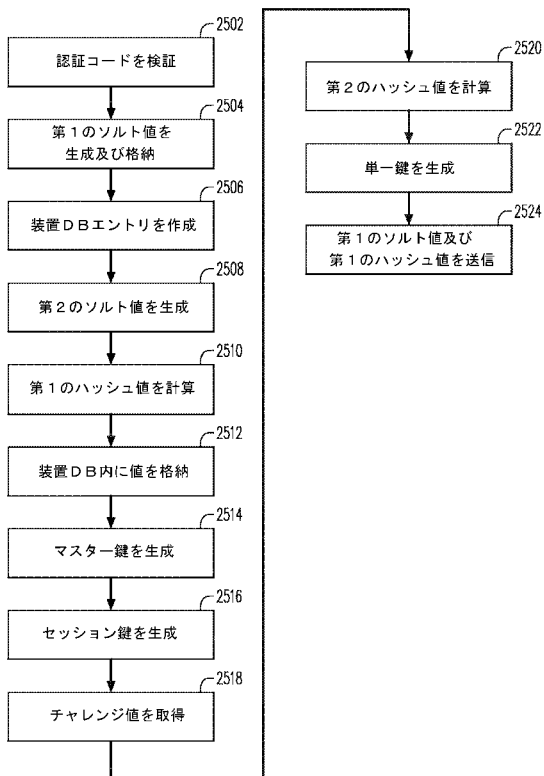 2502
認証コードを検証
2504
第1のソルト値を
生成及び格納
2506
装置DBエントリを作成
2508
第2のソルト値を生成
2510
第1のハッシュ値を計算
2512
装置DB内に値を格納
2514
マスター鍵を生成
2516
セッション鍵を生成
2518
チャレンジ値を取得
2520
第2のハッシュ値を計算
2522
単一鍵を生成
2524
第1のソルト値及び
第1のハッシュ値を送信